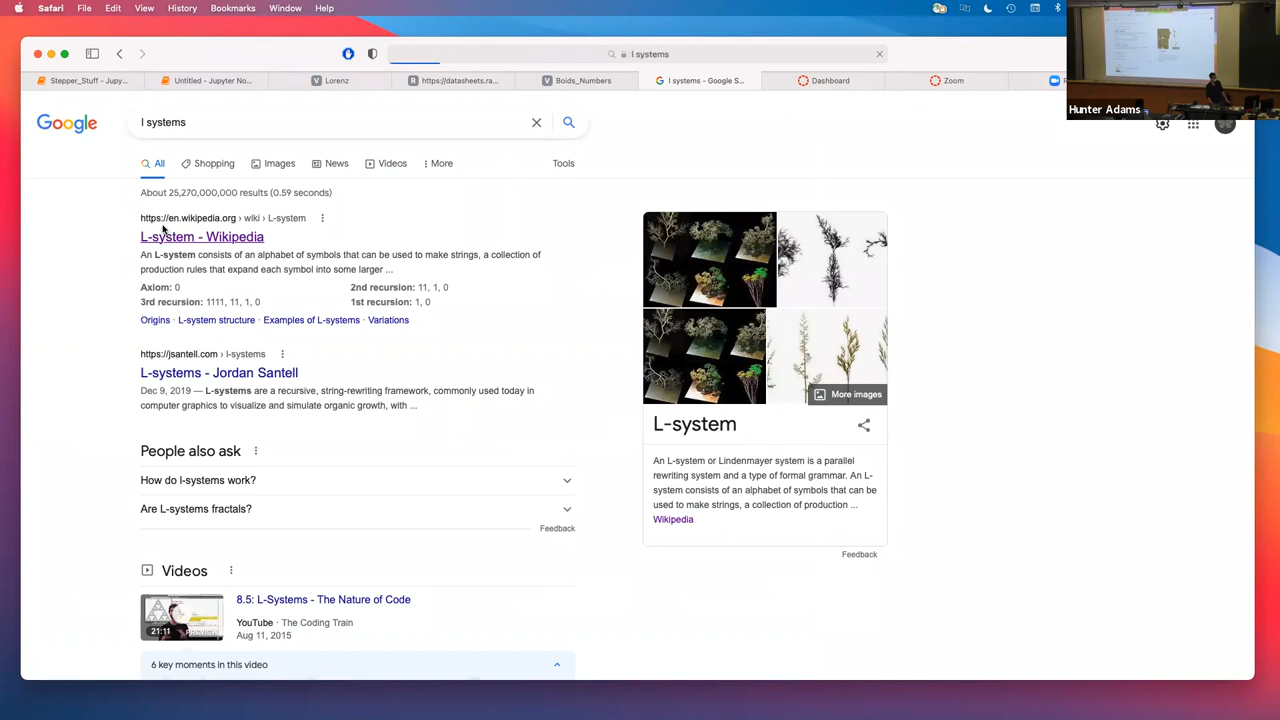 Safari File Edit View History Bookmarks Window Help
l systems
Stepper_Stuff - Jupy...
Untitled - Jupyter No...
Lorenz
https://datasheets.ra...
Boids_Numbers
l systems - Google S...
Dashboard
Zoom
Hunter Adams
Google
l systems
All
Shopping
Images
News
Videos
More
Tools
About 25,270,000,000 results (0.59 seconds)
https://en.wikipedia.org › wiki › L-system
L-system - Wikipedia
An L-system consists of an alphabet of symbols that can be used to make strings, a collection of
production rules that expand each symbol into some larger ...
Axiom: 0
2nd recursion: 11, 1, 0
3rd recursion: 1111, 11, 1, 0
1st recursion: 1, 0
Origins · L-system structure · Examples of L-systems · Variations
https://jsantell.com › l-systems
L-systems - Jordan Santell
Dec 9, 2019 — L-systems are a recursive, string-rewriting framework, commonly used today in
computer graphics to visualize and simulate organic growth, with ...
People also ask
How do l-systems work?
Are L-systems fractals?
Feedback
Videos
21:11
PREVIEW
8.5: L-Systems - The Nature of Code
YouTube · The Coding Train
Aug 11, 2015
6 key moments in this video
More images
L-system
An L-system or Lindenmayer system is a parallel
rewriting system and a type of formal grammar. An L-
system consists of an alphabet of symbols that can be
used to make strings, a collection of production ...
Wikipedia
Feedback